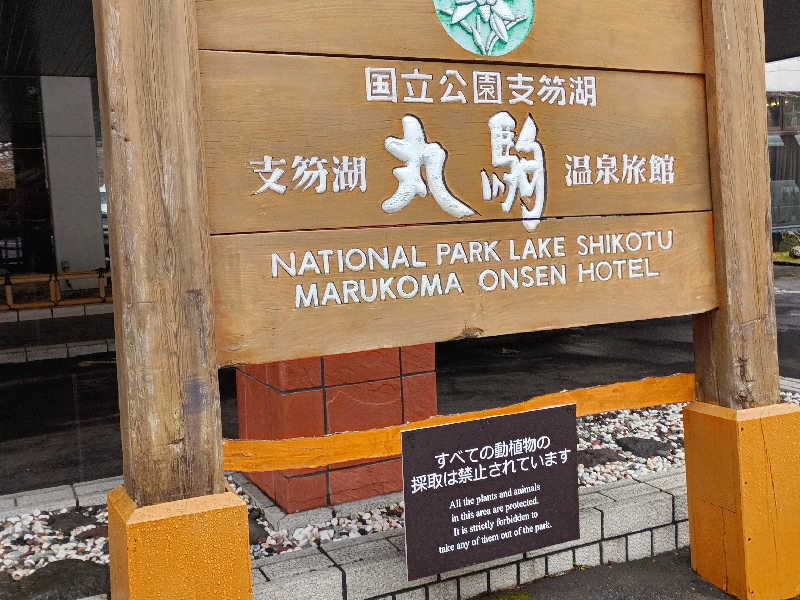 国立公園支笏湖
支笏湖 丸駒 温泉旅館
NATIONAL PARK LAKE SHIKOTU
MARUKOMA ONSEN HOTEL
すべての動植物の
採取は禁止されています
All the plants and animals
in this area are protected.
It is strictly forbidden to
take any of them out of the park.